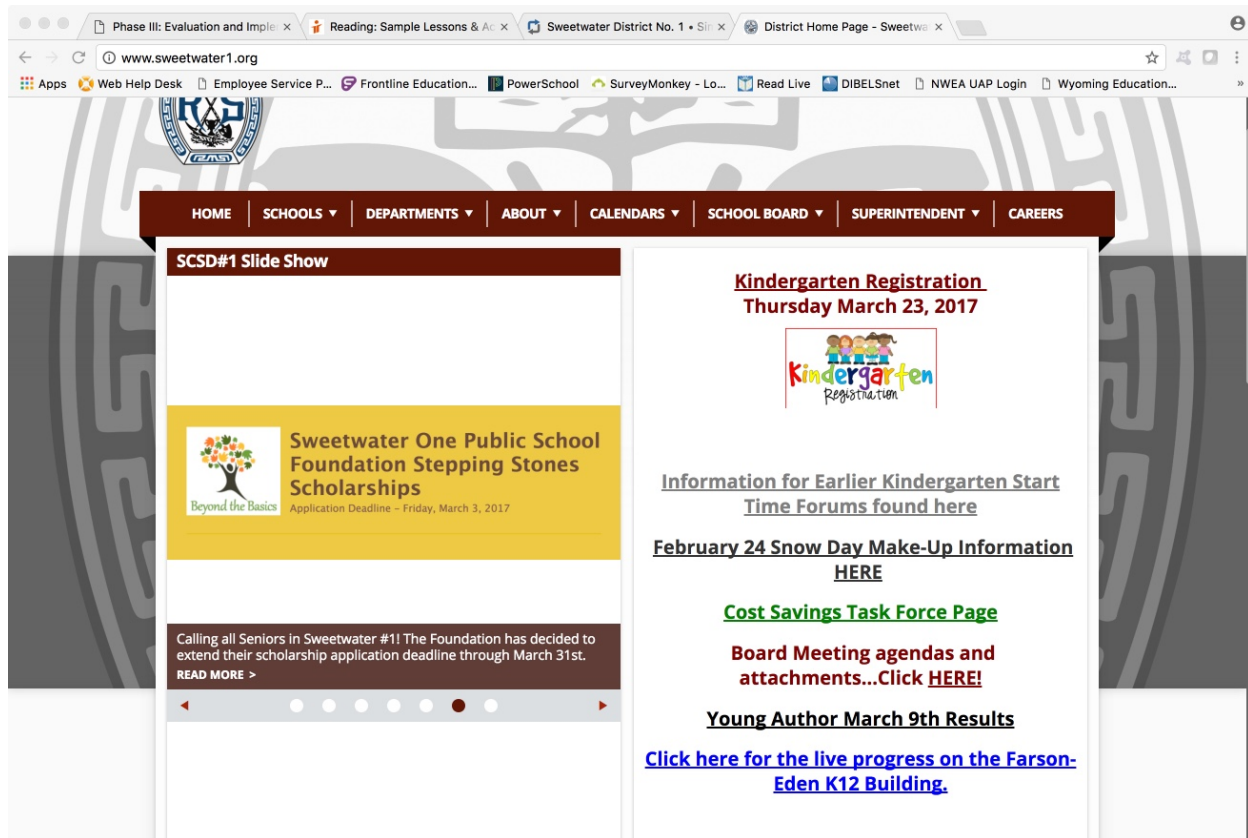 Phase III: Evaluation and Imple
Reading: Sample Lessons & Ac
Sweetwater District No. 1 • Sin
District Home Page - Sweetwa
www.sweetwater1.org
Apps
Web Help Desk
Employee Service P...
Frontline Education...
PowerSchool
SurveyMonkey - Lo...
Read Live
DIBELSnet
NWEA UAP Login
Wyoming Education...
»
HOME
SCHOOLS ▼
DEPARTMENTS ▼
ABOUT ▼
CALENDARS ▼
SCHOOL BOARD ▼
SUPERINTENDENT ▼
CAREERS
SCSD#1 Slide Show
Beyond the Basics
Sweetwater One Public School
Foundation Stepping Stones
Scholarships
Application Deadline – Friday, March 3, 2017
Calling all Seniors in Sweetwater #1! The Foundation has decided to
extend their scholarship application deadline through March 31st.
READ MORE >
Kindergarten Registration
Thursday March 23, 2017
Kindergarten
Registration
Information for Earlier Kindergarten Start
Time Forums found here
February 24 Snow Day Make-Up Information
HERE
Cost Savings Task Force Page
Board Meeting agendas and
attachments...Click HERE!
Young Author March 9th Results
Click here for the live progress on the Farson-
Eden K12 Building.